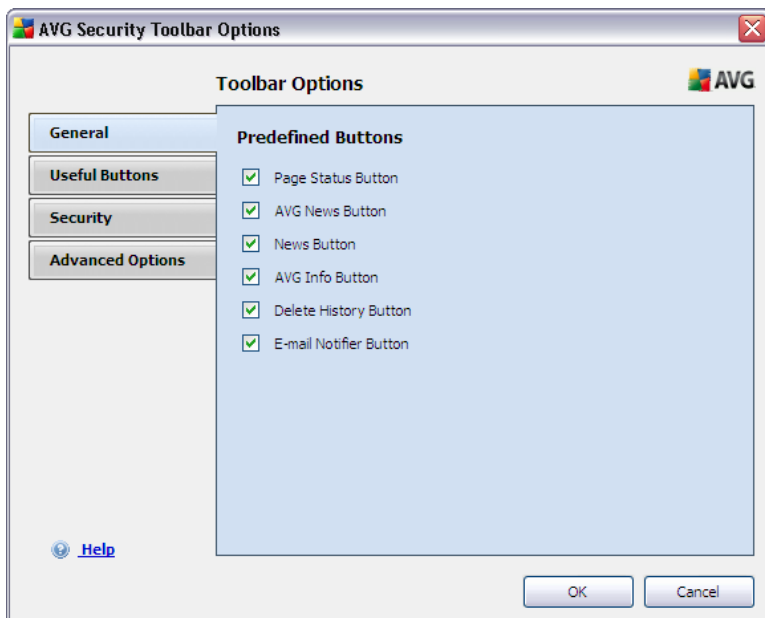 AVG Security Toolbar Options
Toolbar Options
AVG
General
Useful Buttons
Security
Advanced Options
Predefined Buttons
Page Status Button
AVG News Button
News Button
AVG Info Button
Delete History Button
E-mail Notifier Button
Help
OK
Cancel